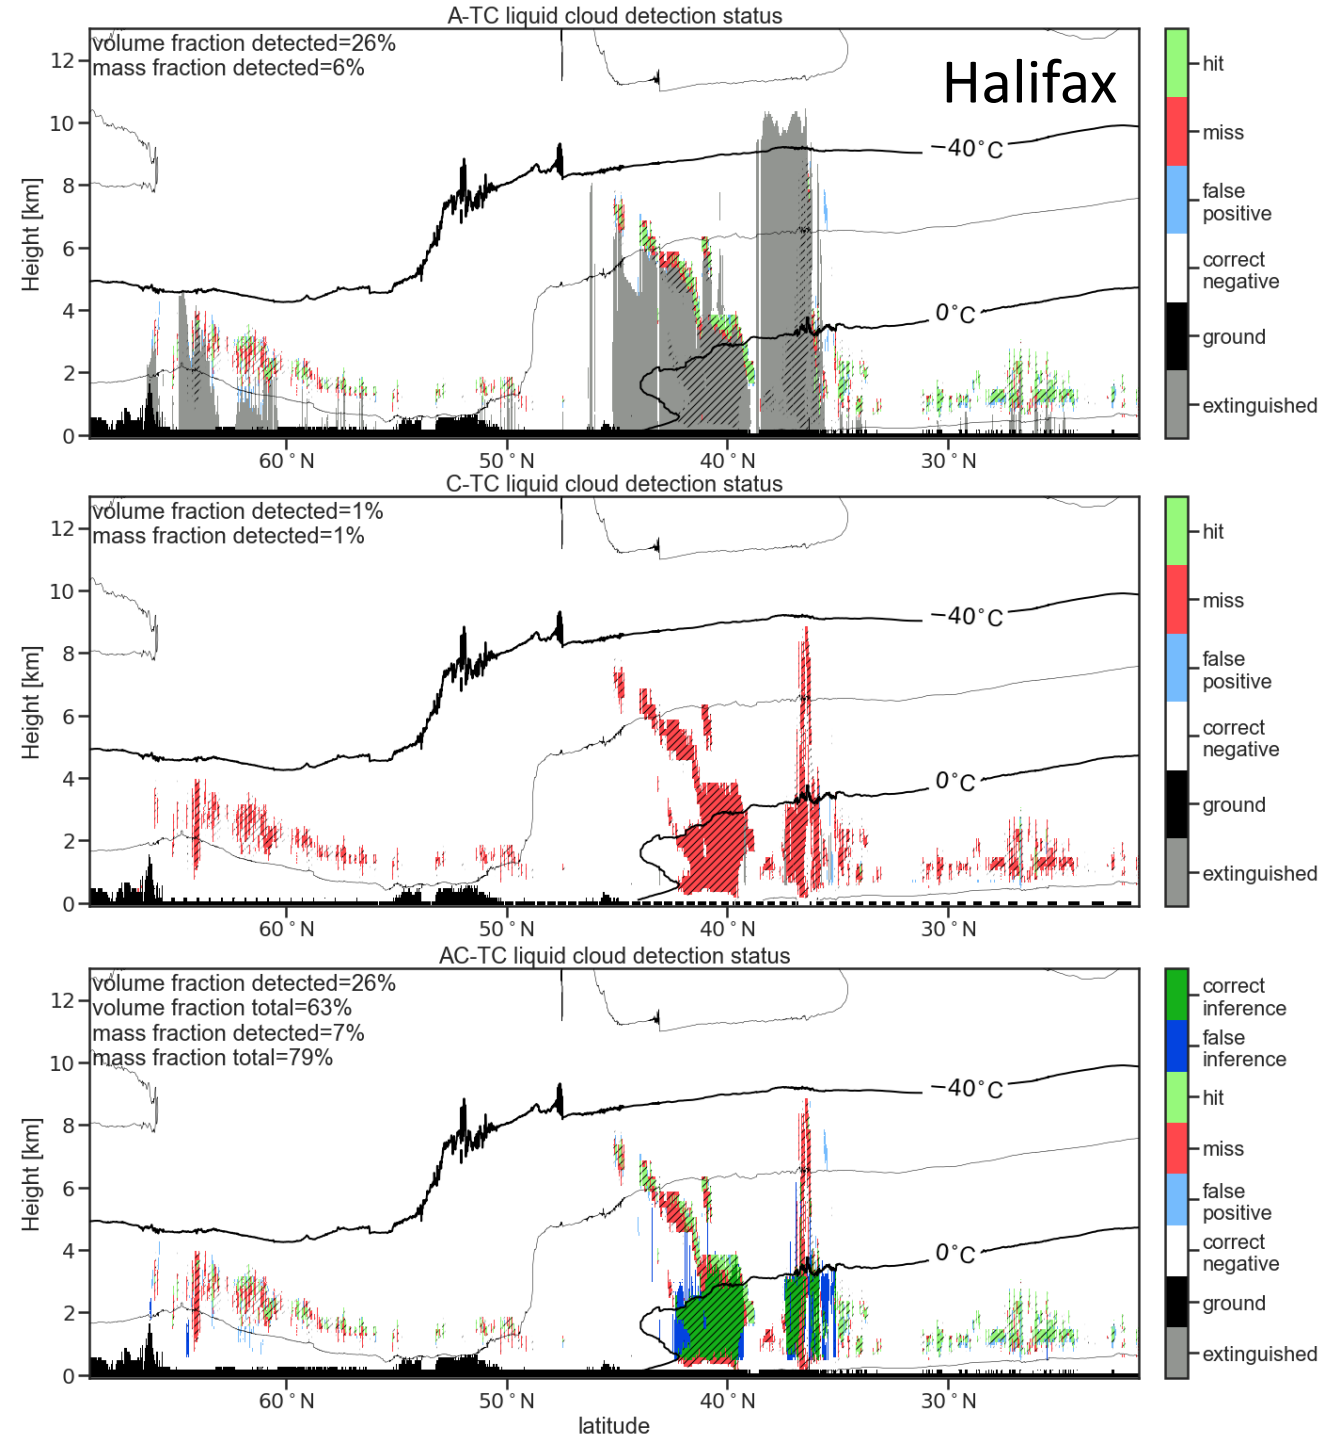 A-TC liquid cloud detection status
volume fraction detected=26%
mass fraction detected=6%
Halifax
−40°C
0°C
Height [km]
12
10
8
6
4
2
0
60°N
50°N
40°N
30°N
hit
miss
false
positive
correct
negative
ground
extinguished
C-TC liquid cloud detection status
volume fraction detected=1%
mass fraction detected=1%
−40°C
0°C
Height [km]
12
10
8
6
4
2
0
60°N
50°N
40°N
30°N
hit
miss
false
positive
correct
negative
ground
extinguished
AC-TC liquid cloud detection status
volume fraction detected=26%
volume fraction total=63%
mass fraction detected=7%
mass fraction total=79%
−40°C
0°C
Height [km]
12
10
8
6
4
2
0
60°N
50°N
40°N
30°N
latitude
correct
inference
false
inference
hit
miss
false
positive
correct
negative
ground
extinguished